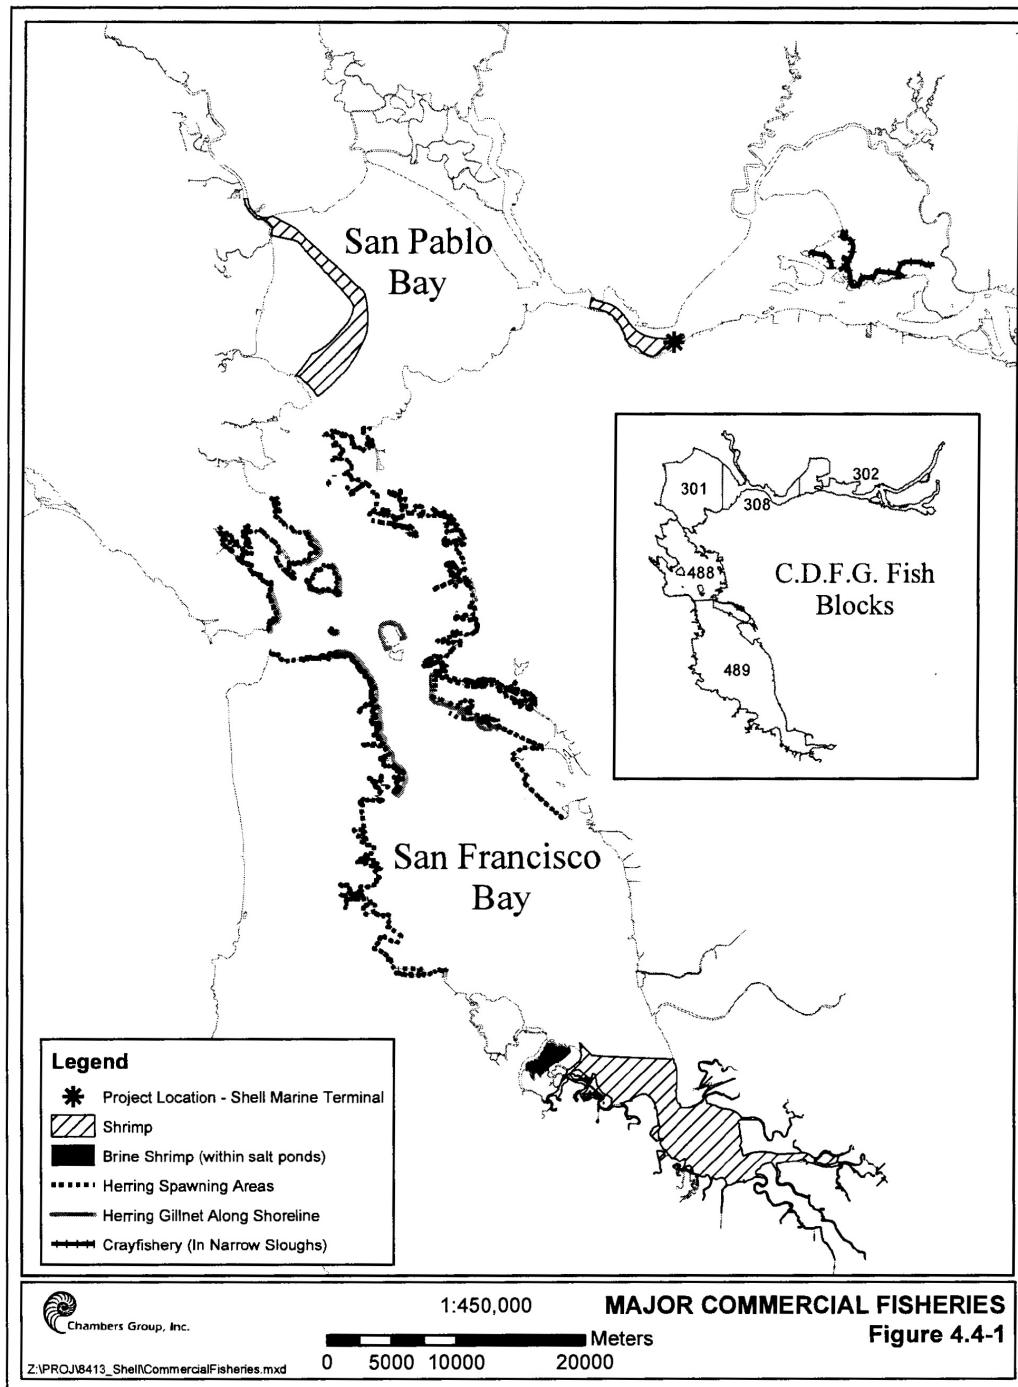 San Pablo
Bay
301
302
308
488
489
C.D.F.G. Fish
Blocks
San Francisco
Bay
Legend
Project Location - Shell Marine Terminal
Shrimp
Brine Shrimp (within salt ponds)
Herring Spawning Areas
Herring Gillnet Along Shoreline
Crayfishery (In Narrow Sloughs)
Chambers Group, Inc.
Z:\PROJ\8413_Shell\CommercialFisheries.mxd
1:450,000
Meters
0 5000 10000 20000
MAJOR COMMERCIAL FISHERIES
Figure 4.4-1